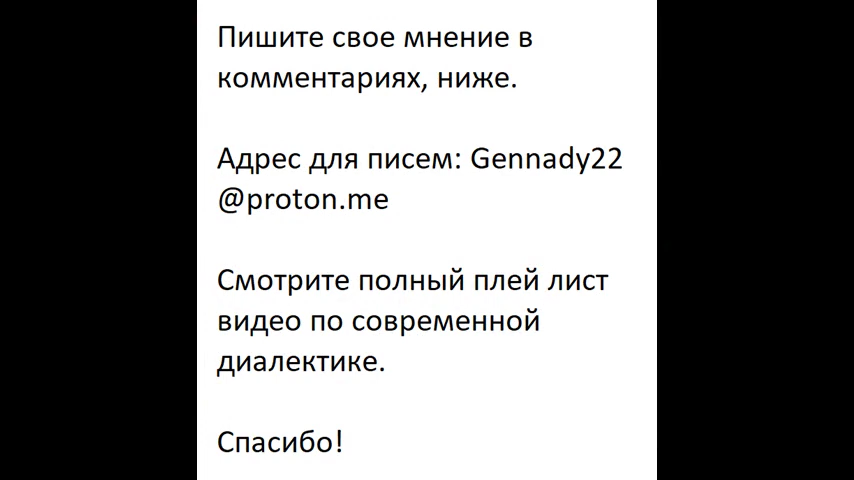 Пишите свое мнение в
комментариях, ниже.
Адрес для писем: Gennady22
@proton.me
Смотрите полный плей лист
видео по современной
диалектике.
Спасибо!